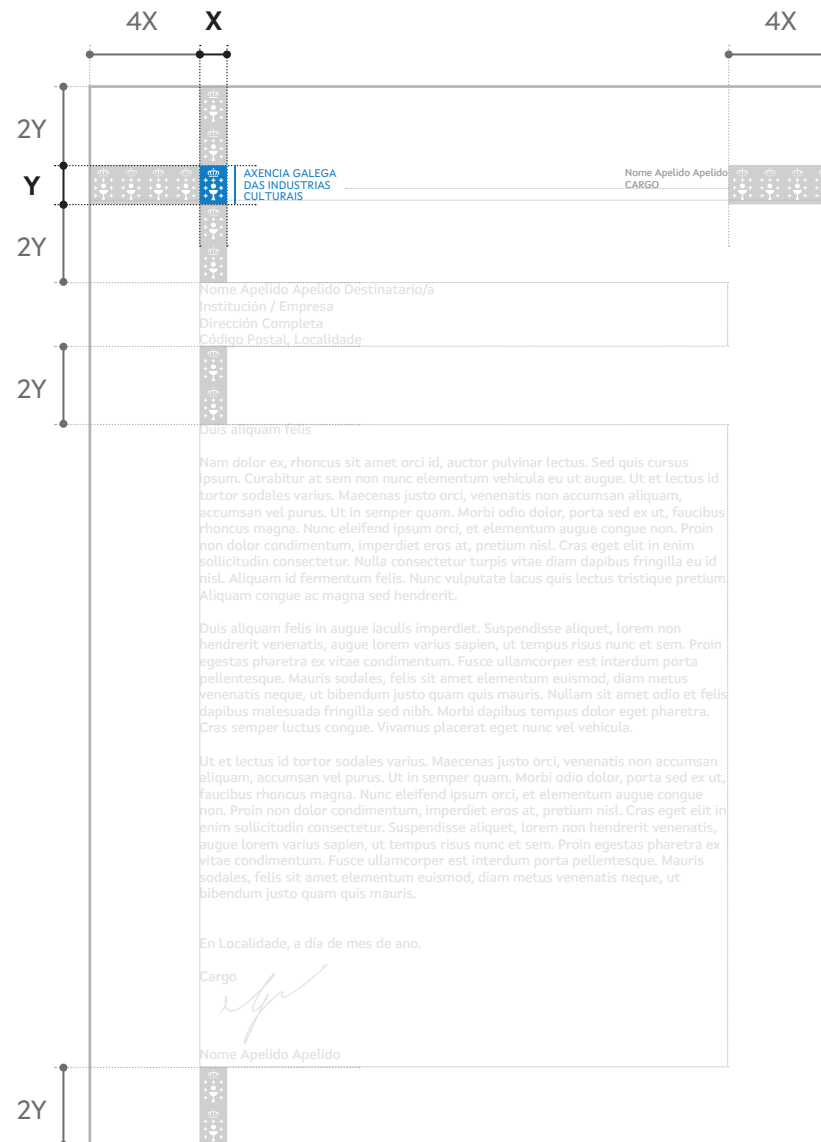 4X X 4X
2Y
Y
AXENCIA GALEGA
DAS INDUSTRIAS
CULTURAIS
Nome Apelido Apelido
CARGO
2Y
Nome Apelido Apelido Destinatario/a
Institución / Empresa
Dirección Completa
Código Postal, Localidade
2Y
Duis aliquam felis
Nam dolor ex, rhoncus sit amet orci id, auctor pulvinar lectus. Sed quis cursus
ipsum. Curabitur at sem non nunc elementum vehicula eu ut augue. Ut et lectus id
tortor sodales varius. Maecenas justo orci, venenatis non accumsan aliquam,
accumsan vel purus. Ut in semper quam. Morbi odio dolor, porta sed ex ut, faucibus
rhoncus magna. Nunc eleifend ipsum orci, et elementum augue congue non. Proin
non dolor condimentum, imperdiet eros at, pretium nisl. Cras eget elit in enim
sollicitudin consectetur. Nulla consectetur turpis vitae diam dapibus fringilla eu id
nisl. Aliquam id fermentum felis. Nunc vulputate lacus quis lectus tristique pretium.
Aliquam congue ac magna sed hendrerit.
Duis aliquam felis in augue iaculis imperdiet. Suspendisse aliquet, lorem non
hendrerit venenatis, augue lorem varius sapien, ut tempus risus nunc et sem. Proin
egestas pharetra ex vitae condimentum. Fusce ullamcorper est interdum porta
pellentesque. Mauris sodales, felis sit amet elementum euismod, diam metus
venenatis neque, ut bibendum justo quam quis mauris. Nullam sit amet odio et felis
dapibus malesuada fringilla sed nibh. Morbi dapibus tempus dolor eget pharetra.
Cras semper luctus congue. Vivamus placerat eget nunc vel vehicula.
Ut et lectus id tortor sodales varius. Maecenas justo orci, venenatis non accumsan
aliquam, accumsan vel purus. Ut in semper quam. Morbi odio dolor, porta sed ex ut,
faucibus rhoncus magna. Nunc eleifend ipsum orci, et elementum augue congue
non. Proin non dolor condimentum, imperdiet eros at, pretium nisl. Cras eget elit in
enim sollicitudin consectetur. Suspendisse aliquet, lorem non hendrerit venenatis,
augue lorem varius sapien, ut tempus risus nunc et sem. Proin egestas pharetra ex
vitae condimentum. Fusce ullamcorper est interdum porta pellentesque. Mauris
sodales, felis sit amet elementum euismod, diam metus venenatis neque, ut
bibendum justo quam quis mauris.
En Localidade, a día de mes de ano.
Cargo
Nome Apelido Apelido
2Y